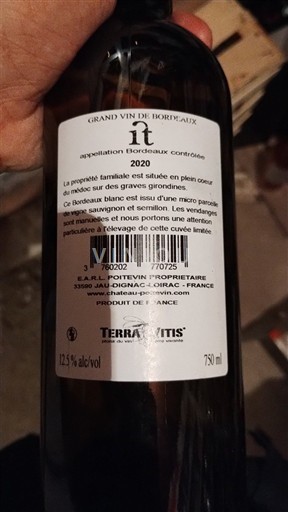 GRAND VIN DE BORDEAUX
it
appellation Bordeaux contrôlée
2020
La propriété familiale est située en plein coeur
du médoc sur des graves girondines.
Ce Bordeaux blanc est issu d'une micro parcelle
de vigne sauvignon et semillon. Les vendanges
sont manuelles et nous portons une attention
particulière à l'élevage de cette cuvée limitée.
3 760202 770725
E.A.R.L. POITEVIN PROPRIETAIRE
33590 JAU-DIGNAC-LOIRAC - FRANCE
www.chateau-poitevin.com
PRODUIT DE FRANCE
TERRA VITIS
12.5 % alc/vol 750 ml